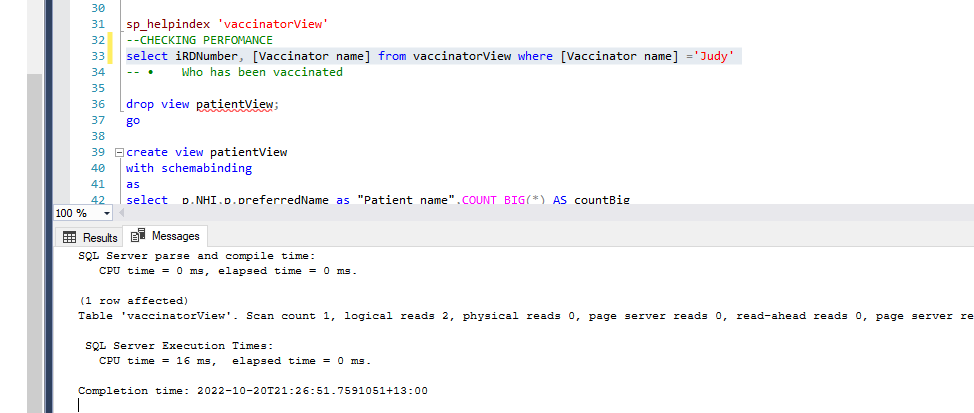 30
31 sp_helpindex 'vaccinatorView'
32 --CHECKING PERFOMANCE
33 select iRDNumber, [Vaccinator name] from vaccinatorView where [Vaccinator name] ='Judy'
34 -- • Who has been vaccinated
35
36 drop view patientView;
37 go
38
39 create view patientView
40 with schemabinding
41 as
42 select p.NHI,p.preferredName as "Patient name",COUNT_BIG(*) AS countBig
100 %
Results Messages
SQL Server parse and compile time:
CPU time = 0 ms, elapsed time = 0 ms.
(1 row affected)
Table 'vaccinatorView'. Scan count 1, logical reads 2, physical reads 0, page server reads 0, read-ahead reads 0, page server re
SQL Server Execution Times:
CPU time = 16 ms, elapsed time = 0 ms.
Completion time: 2022-10-20T21:26:51.7591051+13:00